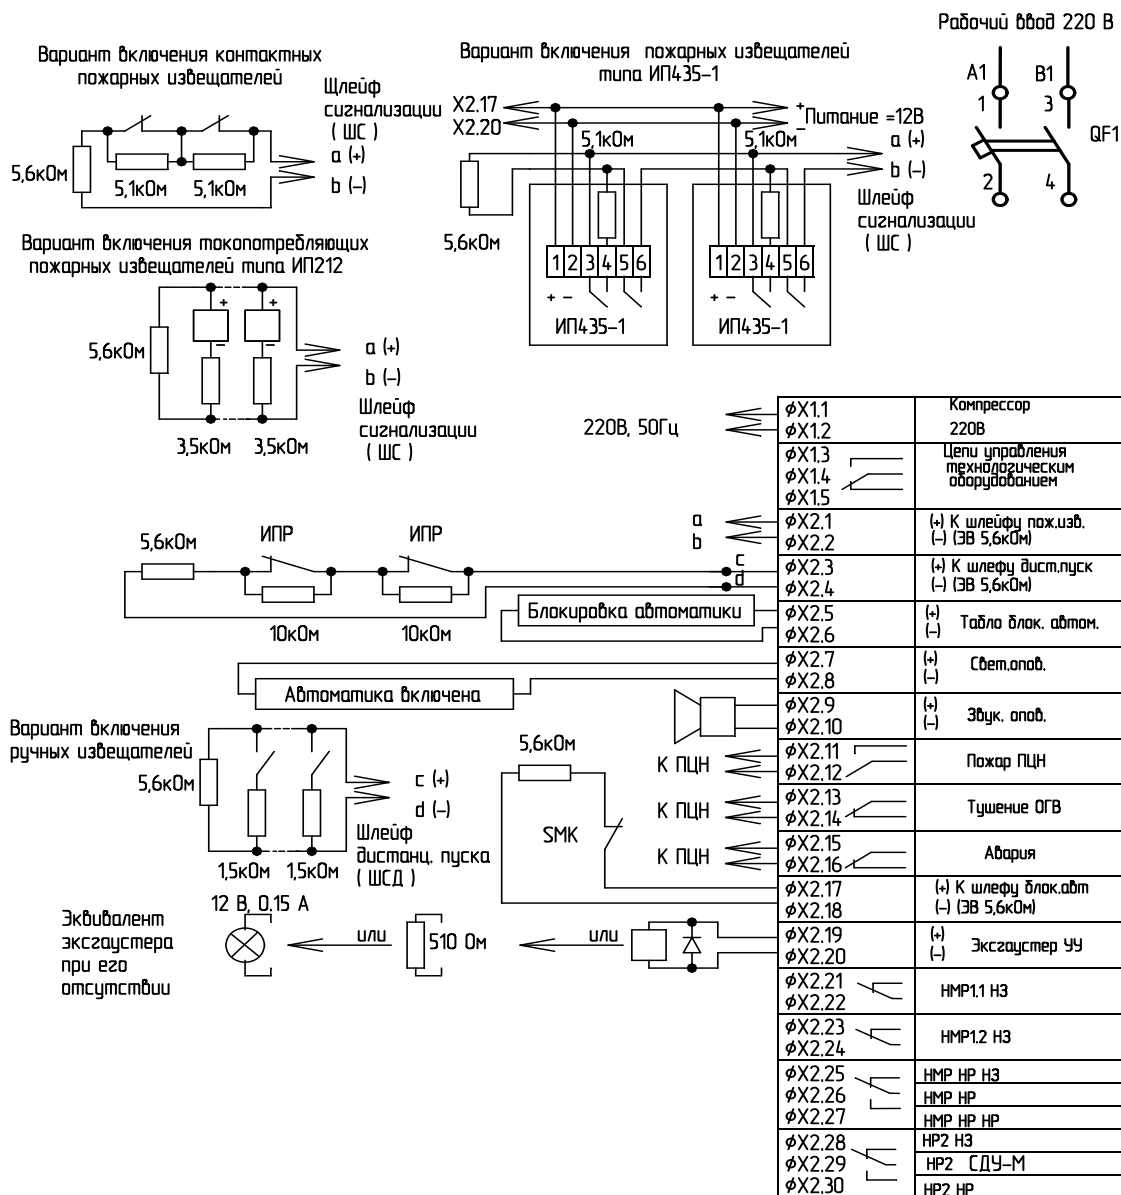 Рабочий ввод 220 В
A1
B1
1
3
QF1
2
4
Вариант включения контактных
пожарных извещателей
Щлейф
сигнализации
( ШС )
a (+)
b (–)
5,6кОм
5,1кОм
5,1кОм
Вариант включения пожарных извещателей
типа ИП435–1
X2.17
X2.20
+
–
Питание =12В
5,1кОм
5,1кОм
a (+)
b (–)
Шлейф
сигнализации
( ШС )
5,6кОм
1 2 3 4 5 6
+ –
ИП435–1
1 2 3 4 5 6
+ –
ИП435–1
Вариант включения токопотребляющих
пожарных извещателей типа ИП212
+
+
–
–
5,6кОм
a (+)
b (–)
Шлейф
сигнализации
( ШС )
3,5кОм
3,5кОм
220В, 50Гц
ϕX1.1
Компрессор
ϕX1.2
220В
ϕX1.3
ϕX1.4
ϕX1.5
Цепи управления
технологическим
оборудованием
a
b
ϕX2.1
ϕX2.2
(+) К шлейфу пож.изв.
(–) (ЭВ 5,6кОм)
5,6кОм
ИПР
ИПР
10кОм
10кОм
c
d
ϕX2.3
ϕX2.4
(+) К шлефу дист,пуск
(–) (ЭВ 5,6кОм)
Блокировка автоматики
ϕX2.5
ϕX2.6
(+)
(–)
Табло блок. автом.
Автоматика включена
ϕX2.7
ϕX2.8
(+)
(–)
Свет.опов.
ϕX2.9
ϕX2.10
(+)
(–)
Звук. опов.
К ПЦН
ϕX2.11
ϕX2.12
Пожар ПЦН
К ПЦН
ϕX2.13
ϕX2.14
Тушение ОГВ
К ПЦН
ϕX2.15
ϕX2.16
Авария
5,6кОм
SMK
ϕX2.17
ϕX2.18
(+) К шлефу блок.авт
(–) (ЭВ 5,6кОм)
Вариант включения
ручных извещателей
5,6кОм
c (+)
d (–)
Шлейф
дистанц. пуска
( ШСД )
1,5кОм
1,5кОм
Эквивалент
эксгаустера
при его
отсутствии
12 В, 0.15 А
или
510 Ом
или
ϕX2.19
ϕX2.20
(+)
(–)
Эксгаустер УУ
ϕX2.21
ϕX2.22
НМР1.1 НЗ
ϕX2.23
ϕX2.24
НМР1.2 НЗ
ϕX2.25
НМР НР НЗ
ϕX2.26
НМР НР
ϕX2.27
НМР НР НР
ϕX2.28
НР2 НЗ
ϕX2.29
НР2 СДУ–М
ϕX2.30
НР2 НР